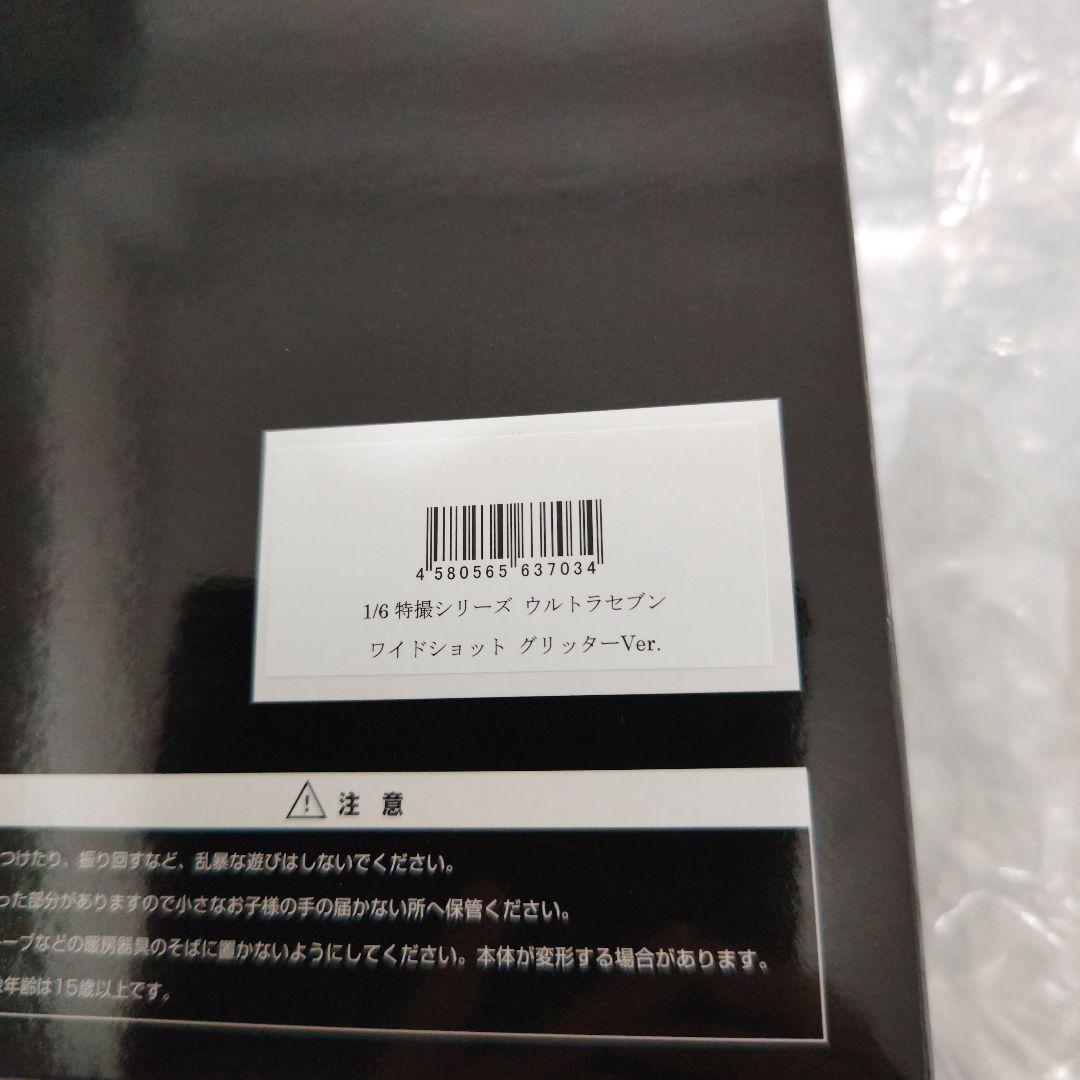 4 580565 637034
1/6 特撮シリーズ ウルトラセブン
ワイドショット グリッターVer.
注 意
つけたり、振り回すなど、乱暴な遊びはしないでください。
った部分がありますので小さなお子様の手の届かない所へ保管ください。
ーブなどの暖房器具のそばに置かないようにしてください。本体が変形する場合があります。
年齢は15歳以上です。